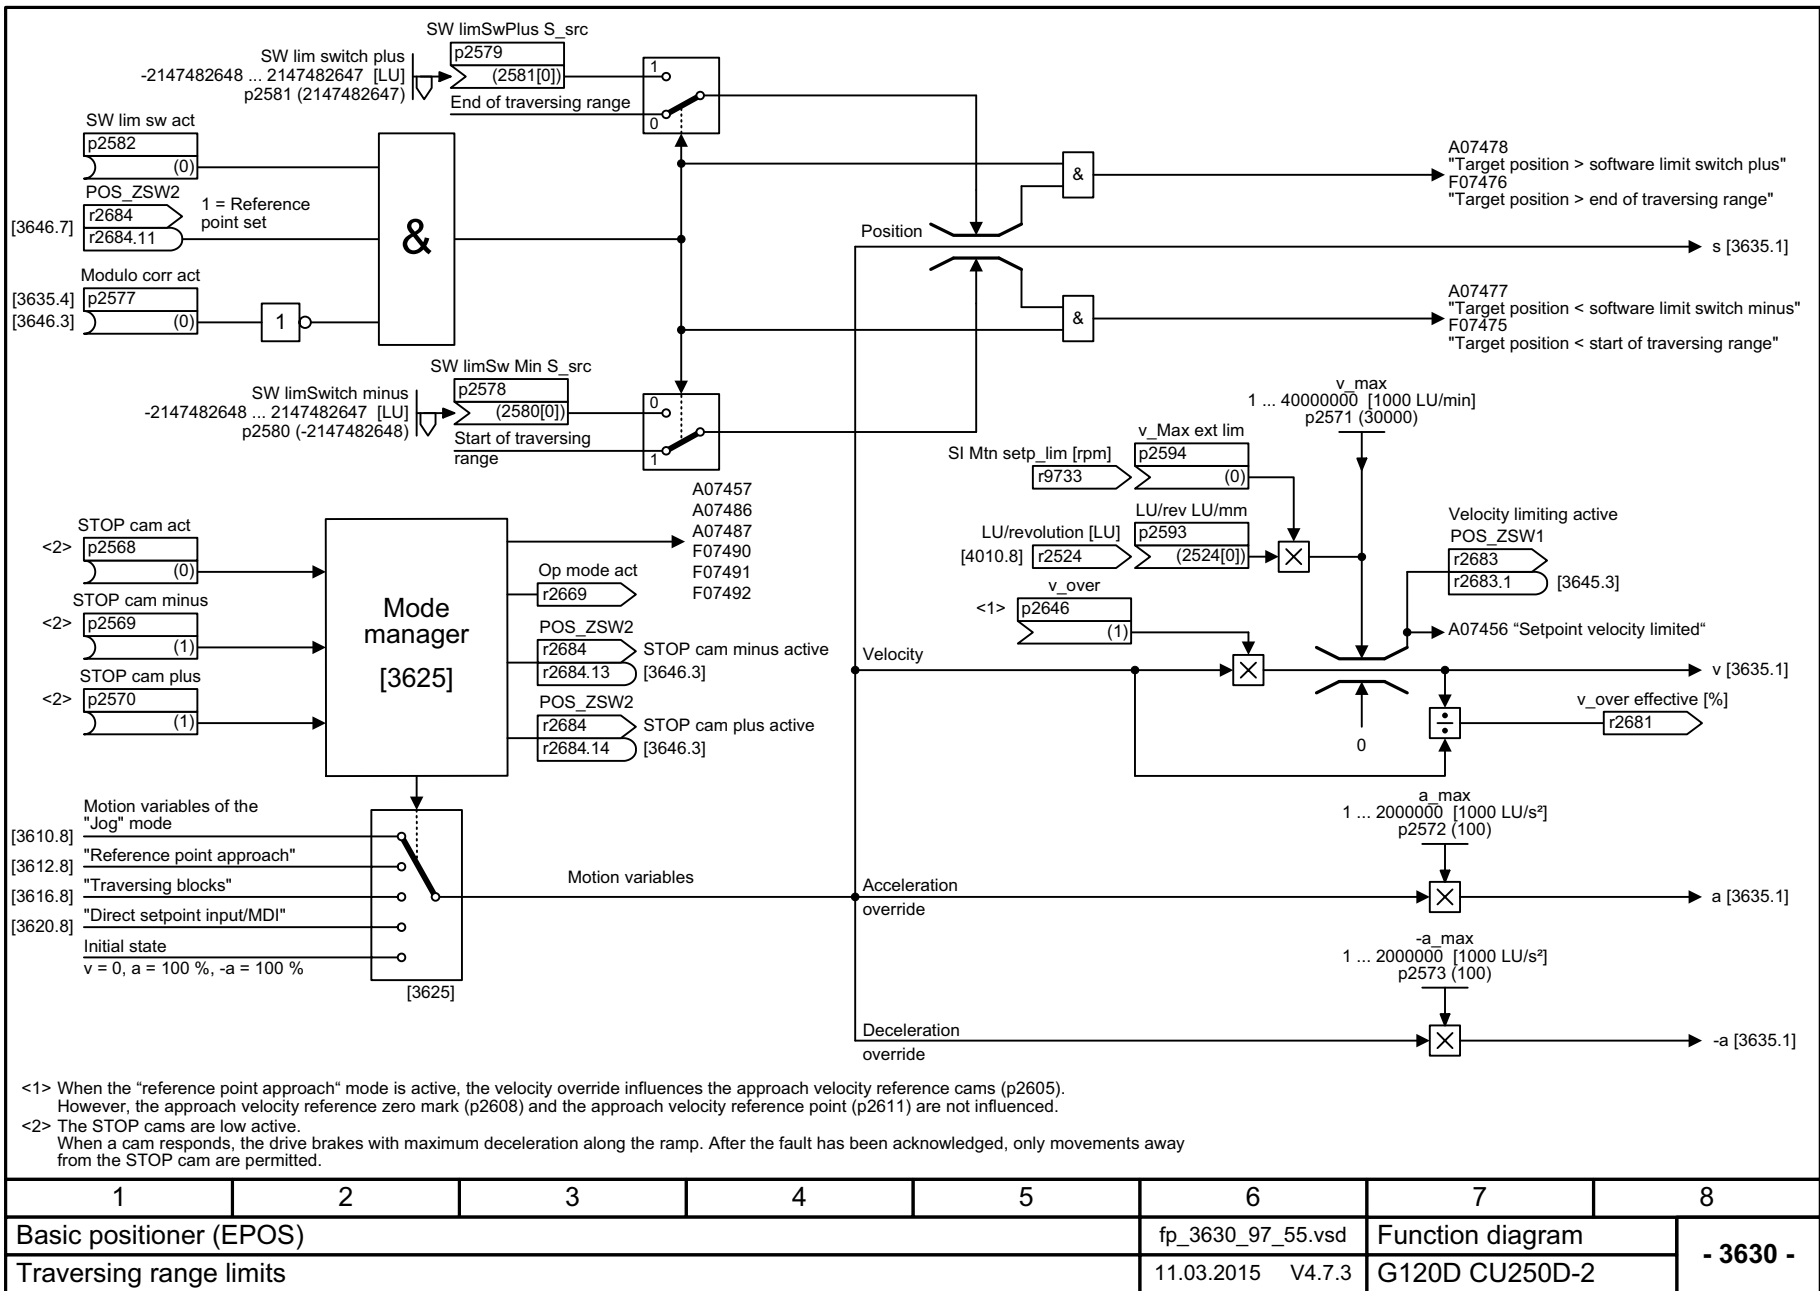 SW limSwPlus S_src
SW lim switch plus
-2147482648 ... 2147482647 [LU]
p2581 (2147482647)
p2579
(2581[0])
End of traversing range
1
0
SW lim sw act
p2582
(0)
POS_ZSW2
[3646.7]
r2684
r2684.11
1 = Reference
point set
Modulo corr act
[3635.4]
[3646.3]
p2577
(0)
1
&
&
A07478
"Target position > software limit switch plus"
F07476
"Target position > end of traversing range"
Position
s [3635.1]
&
A07477
"Target position < software limit switch minus"
F07475
"Target position < start of traversing range"
SW limSw Min S_src
SW limSwitch minus
-2147482648 ... 2147482647 [LU]
p2580 (-2147482648)
p2578
(2580[0])
Start of traversing
range
0
1
v_max
1 ... 40000000 [1000 LU/min]
p2571 (30000)
v_Max ext lim
SI Mtn setp_lim [rpm]
r9733
p2594
(0)
LU/rev LU/mm
LU/revolution [LU]
[4010.8]
r2524
p2593
(2524[0])
×
v_over
<1>
p2646
(1)
Velocity limiting active
POS_ZSW1
r2683
r2683.1
[3645.3]
A07456 “Setpoint velocity limited“
Velocity
×
v [3635.1]
v_over effective [%]
÷
r2681
0
STOP cam act
<2>
p2568
(0)
STOP cam minus
<2>
p2569
(1)
STOP cam plus
<2>
p2570
(1)
Mode
manager
[3625]
A07457
A07486
A07487
F07490
F07491
F07492
Op mode act
r2669
POS_ZSW2
r2684
r2684.13
STOP cam minus active
[3646.3]
POS_ZSW2
r2684
r2684.14
STOP cam plus active
[3646.3]
Motion variables of the
"Jog" mode
[3610.8]
"Reference point approach"
[3612.8]
"Traversing blocks"
[3616.8]
"Direct setpoint input/MDI"
[3620.8]
Initial state
v = 0, a = 100 %, -a = 100 %
[3625]
Motion variables
a_max
1 ... 2000000 [1000 LU/s²]
p2572 (100)
Acceleration
override
×
a [3635.1]
-a_max
1 ... 2000000 [1000 LU/s²]
p2573 (100)
Deceleration
override
×
-a [3635.1]
<1> When the “reference point approach“ mode is active, the velocity override influences the approach velocity reference cams (p2605).
However, the approach velocity reference zero mark (p2608) and the approach velocity reference point (p2611) are not influenced.
<2> The STOP cams are low active.
When a cam responds, the drive brakes with maximum deceleration along the ramp. After the fault has been acknowledged, only movements away
from the STOP cam are permitted.
1 2 3 4 5 6 7 8
Basic positioner (EPOS)
fp_3630_97_55.vsd
Function diagram
- 3630 -
Traversing range limits
11.03.2015 V4.7.3
G120D CU250D-2